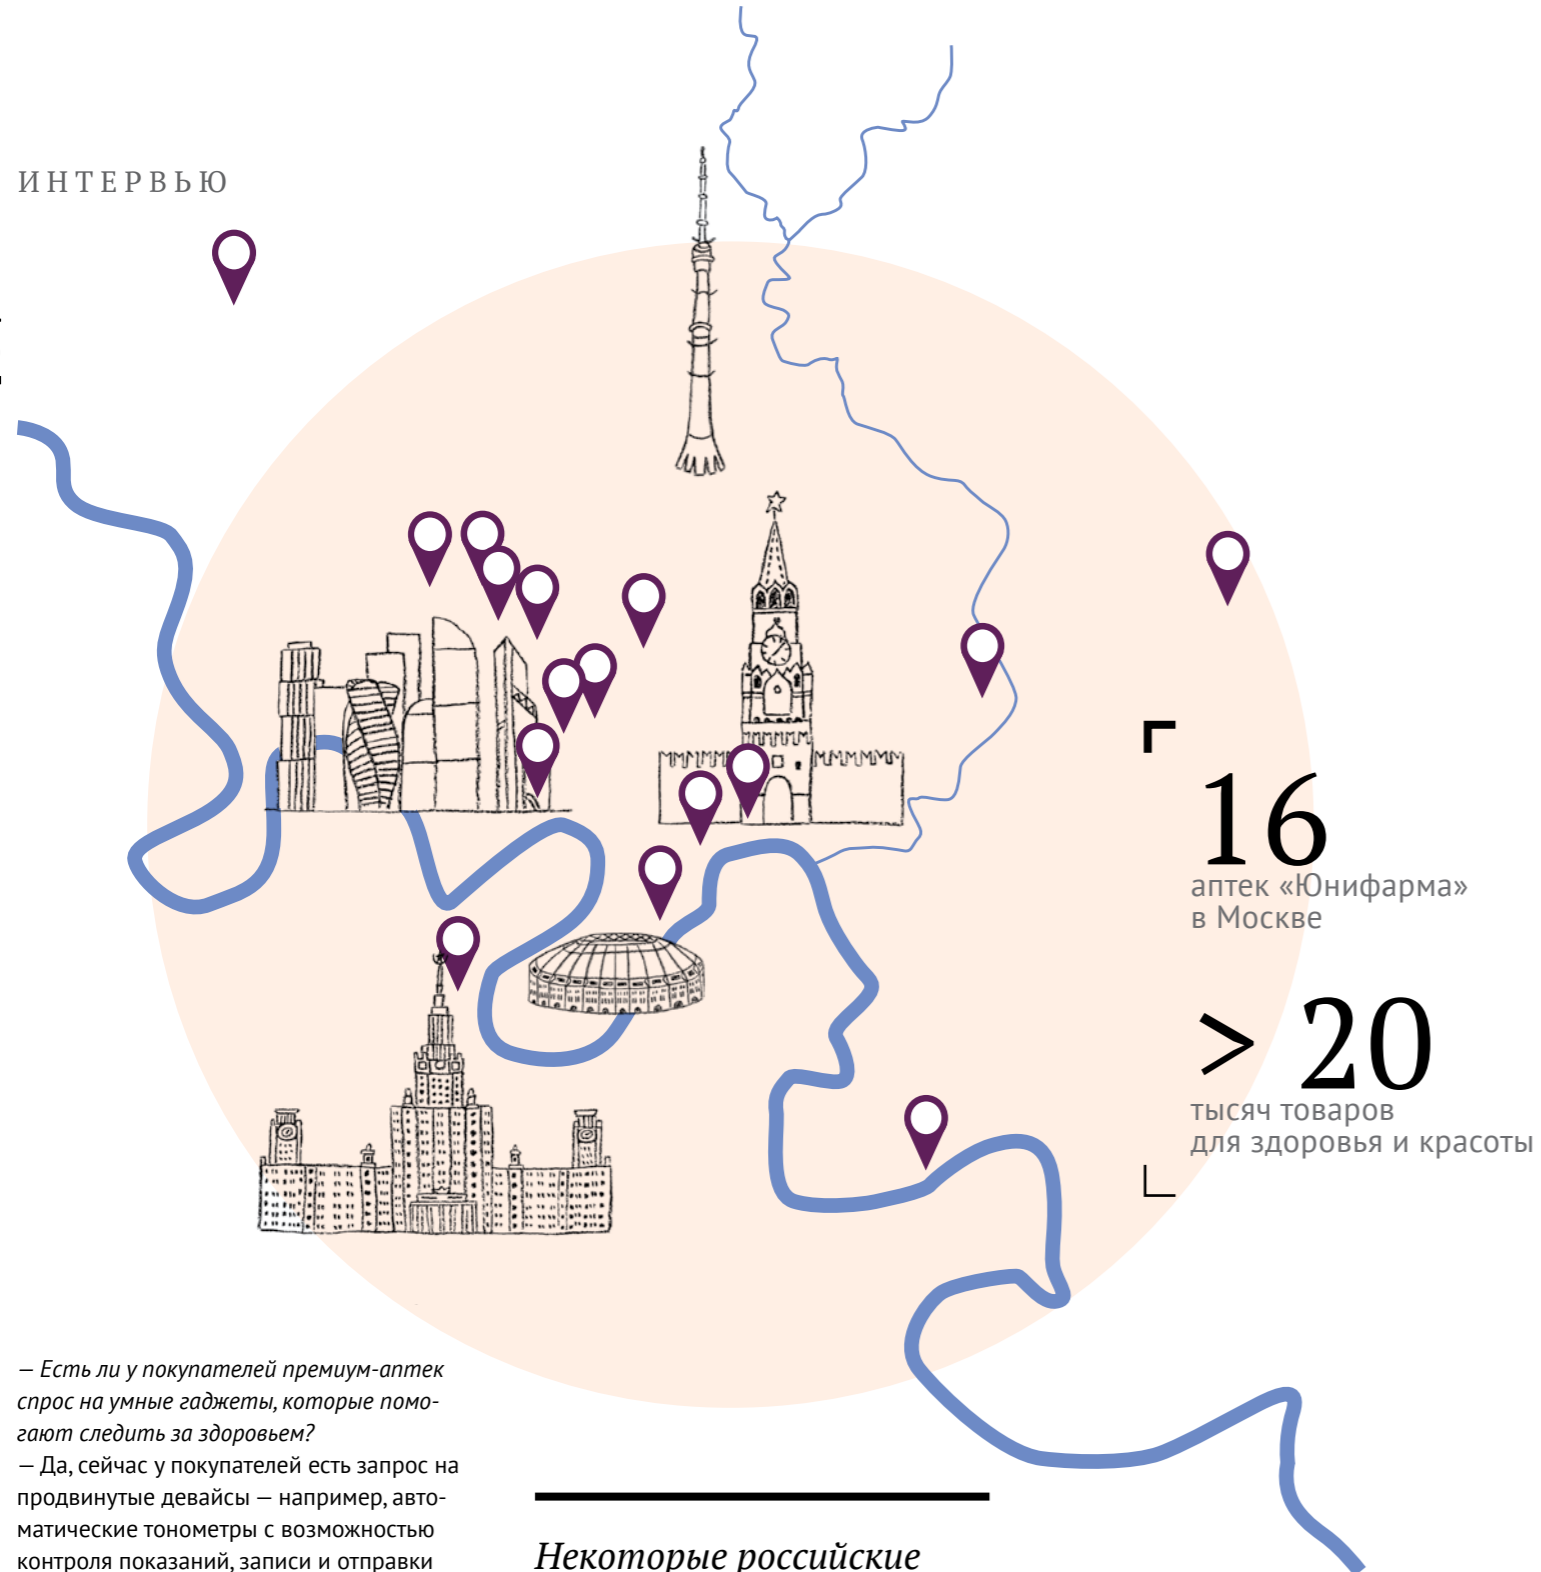 ИНТЕРВЬЮ
16
аптек «Юнифарма»
в Москве
> 20
тысяч товаров
для здоровья и красоты
— Есть ли у покупателей премиум-аптек
спрос на умные гаджеты, которые помо-
гают следить за здоровьем?
— Да, сейчас у покупателей есть запрос на
продвинутые девайсы — например, авто-
матические тонометры с возможностью
контроля показаний, записи и отправки
Некоторые российские